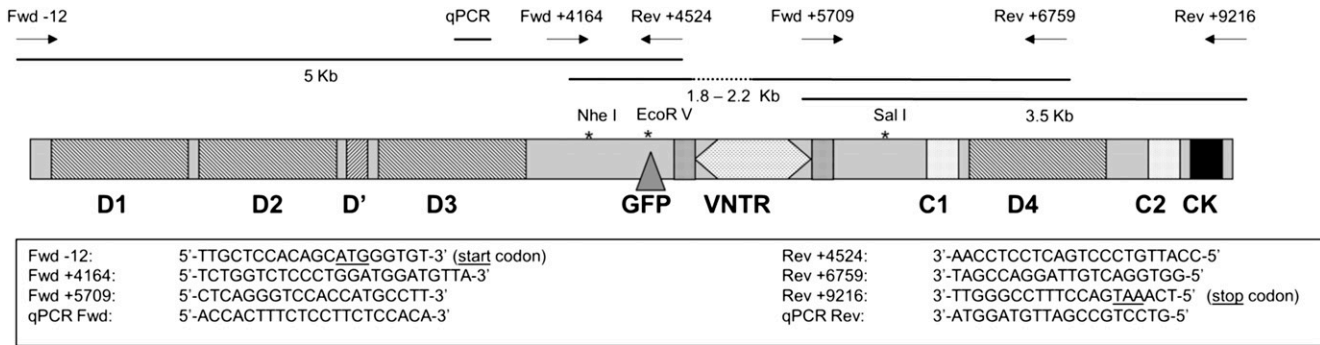 Fwd -12 qPCR Fwd +4164 Rev +4524 Fwd +5709 Rev +6759 Rev +9216
5 Kb
1.8 – 2.2 Kb
Nhe I EcoR V Sal I 3.5 Kb
* * *
D1 D2 D' D3 GFP VNTR C1 D4 C2 CK
Fwd -12: 5'-TTGCTCCACAGCATGGGTGT-3' (start codon) Rev +4524: 3'-AACCTCCTCAGTCCCTGTTACC-5'
Fwd +4164: 5'-TCTGGTCTCCCTGGATGGATGTTA-3' Rev +6759: 3'-TAGCCAGGATTGTCAGGTGG-5'
Fwd +5709: 5'-CTCAGGGTCCACCATGCCTT-3' Rev +9216: 3'-TTGGGCCTTTCCAGTAAACT-5' (stop codon)
qPCR Fwd: 5'-ACCACTTTCTCCTTCTCCACA-3' qPCR Rev: 3'-ATGGATGTTAGCCGTCCTG-5'